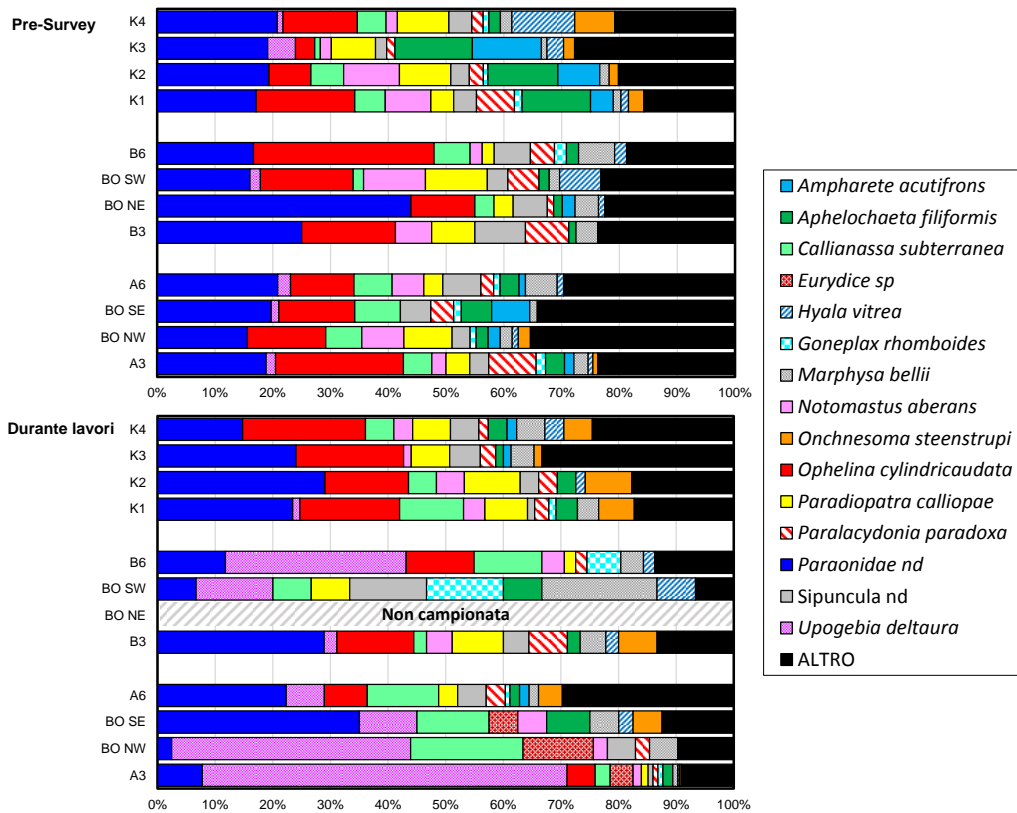 Pre-Survey
K4
K3
K2
K1
B6
BO SW
BO NE
B3
A6
BO SE
BO NW
A3
0% 10% 20% 30% 40% 50% 60% 70% 80% 90% 100%
Durante lavori
K4
K3
K2
K1
B6
BO SW
BO NE Non campionata
B3
A6
BO SE
BO NW
A3
0% 10% 20% 30% 40% 50% 60% 70% 80% 90% 100%
Ampharete acutifrons
Aphelochaeta filiformis
Callianassa subterranea
Eurydice sp
Hyala vitrea
Goneplax rhomboides
Marphysa bellii
Notomastus aberans
Onchnesoma steenstrupi
Ophelina cylindricaudata
Paradiopatra calliopae
Paralacydonia paradoxa
Paraonidae nd
Sipuncula nd
Upogebia deltaura
ALTRO